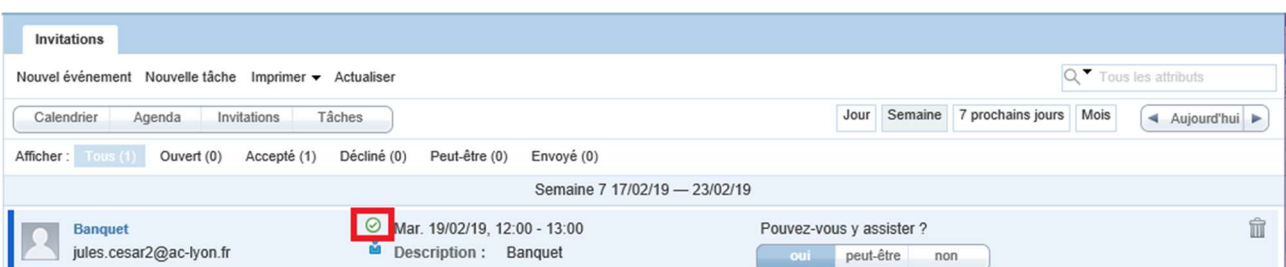 Invitations
Nouvel événement Nouvelle tâche Imprimer Actualiser Tous les attributs
Calendrier Agenda Invitations Tâches Jour Semaine 7 prochains jours Mois Aujourd'hui
Afficher : Tous (1) Ouvert (0) Accepté (1) Décliné (0) Peut-être (0) Envoyé (0)
Semaine 7 17/02/19 — 23/02/19
Banquet Mar. 19/02/19, 12:00 - 13:00 Pouvez-vous y assister ?
jules.cesar2@ac-lyon.fr Description : Banquet oui peut-être non